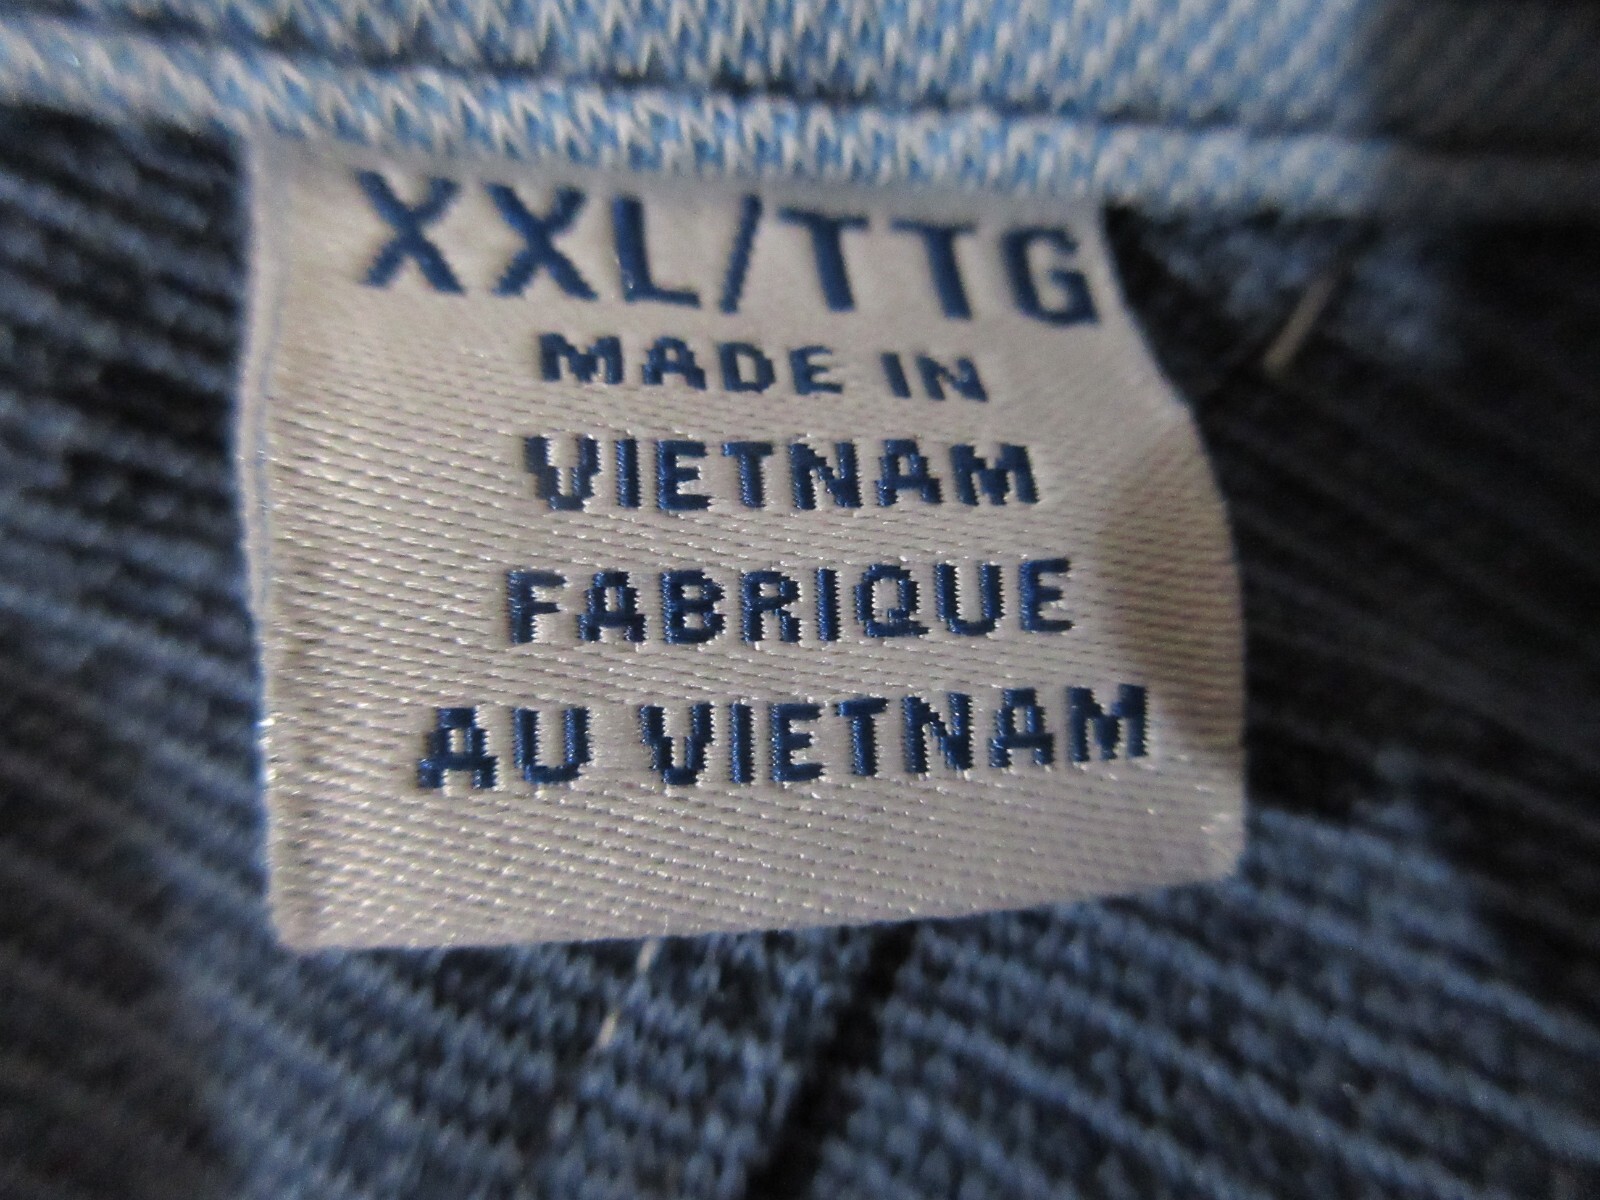 XXL/TTG
MADE IN
VIETNAM
FABRIQUE
AU VIETNAM